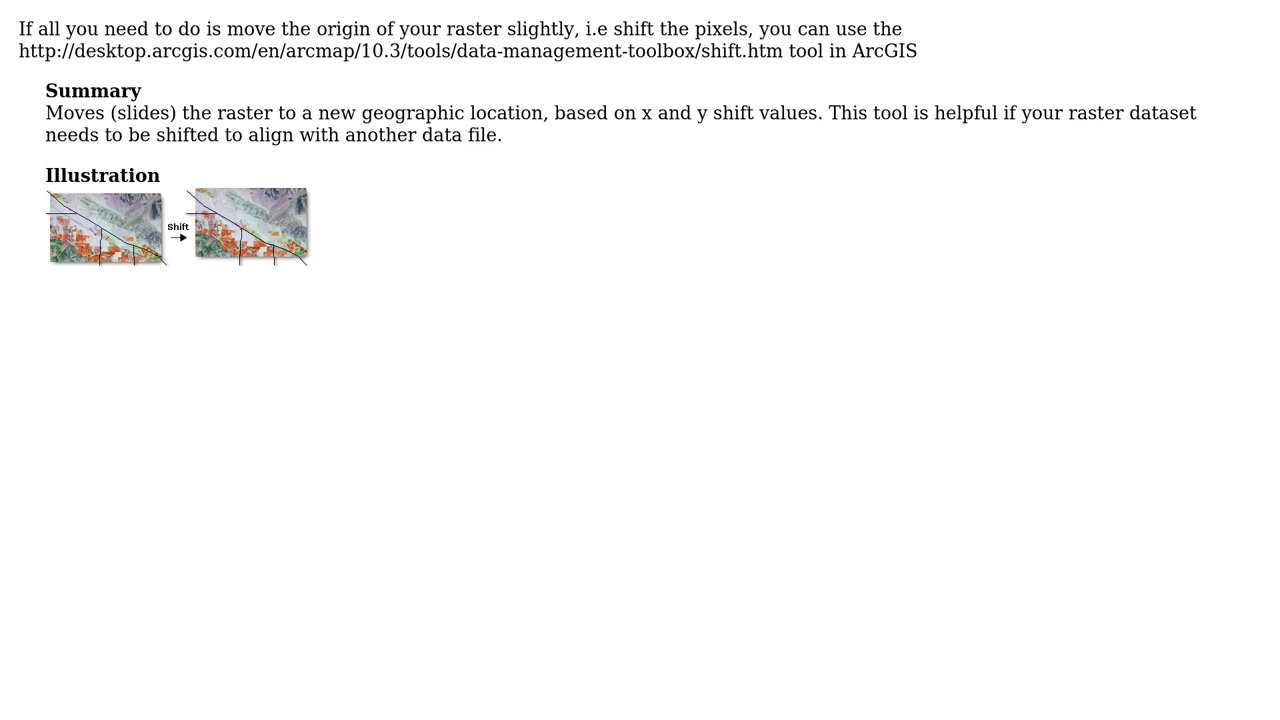 If all you need to do is move the origin of your raster slightly, i.e shift the pixels, you can use the
http://desktop.arcgis.com/en/arcmap/10.3/tools/data-management-toolbox/shift.htm tool in ArcGIS
Summary
Moves (slides) the raster to a new geographic location, based on x and y shift values. This tool is helpful if your raster dataset
needs to be shifted to align with another data file.
Illustration
Shift